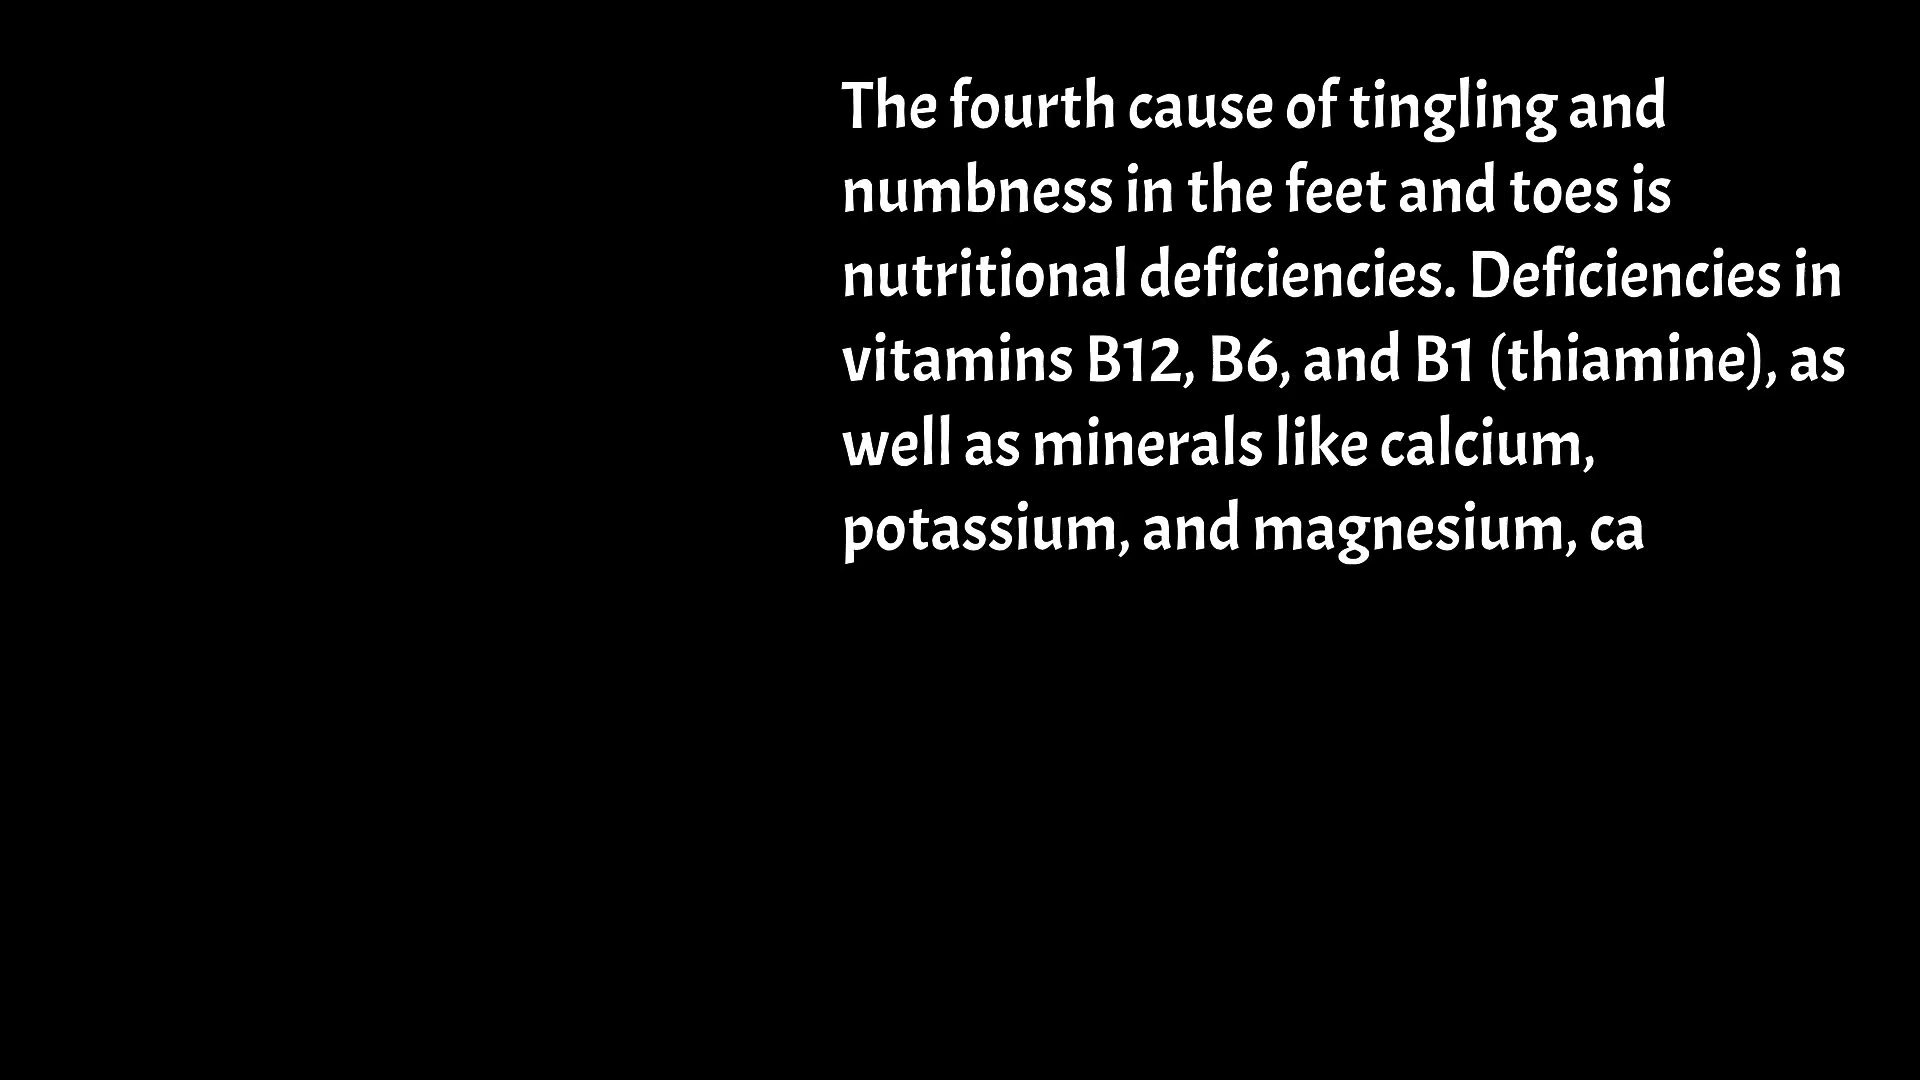 The fourth cause of tingling and
numbness in the feet and toes is
nutritional deficiencies. Deficiencies in
vitamins B12, B6, and B1 (thiamine), as
well as minerals like calcium,
potassium, and magnesium, ca